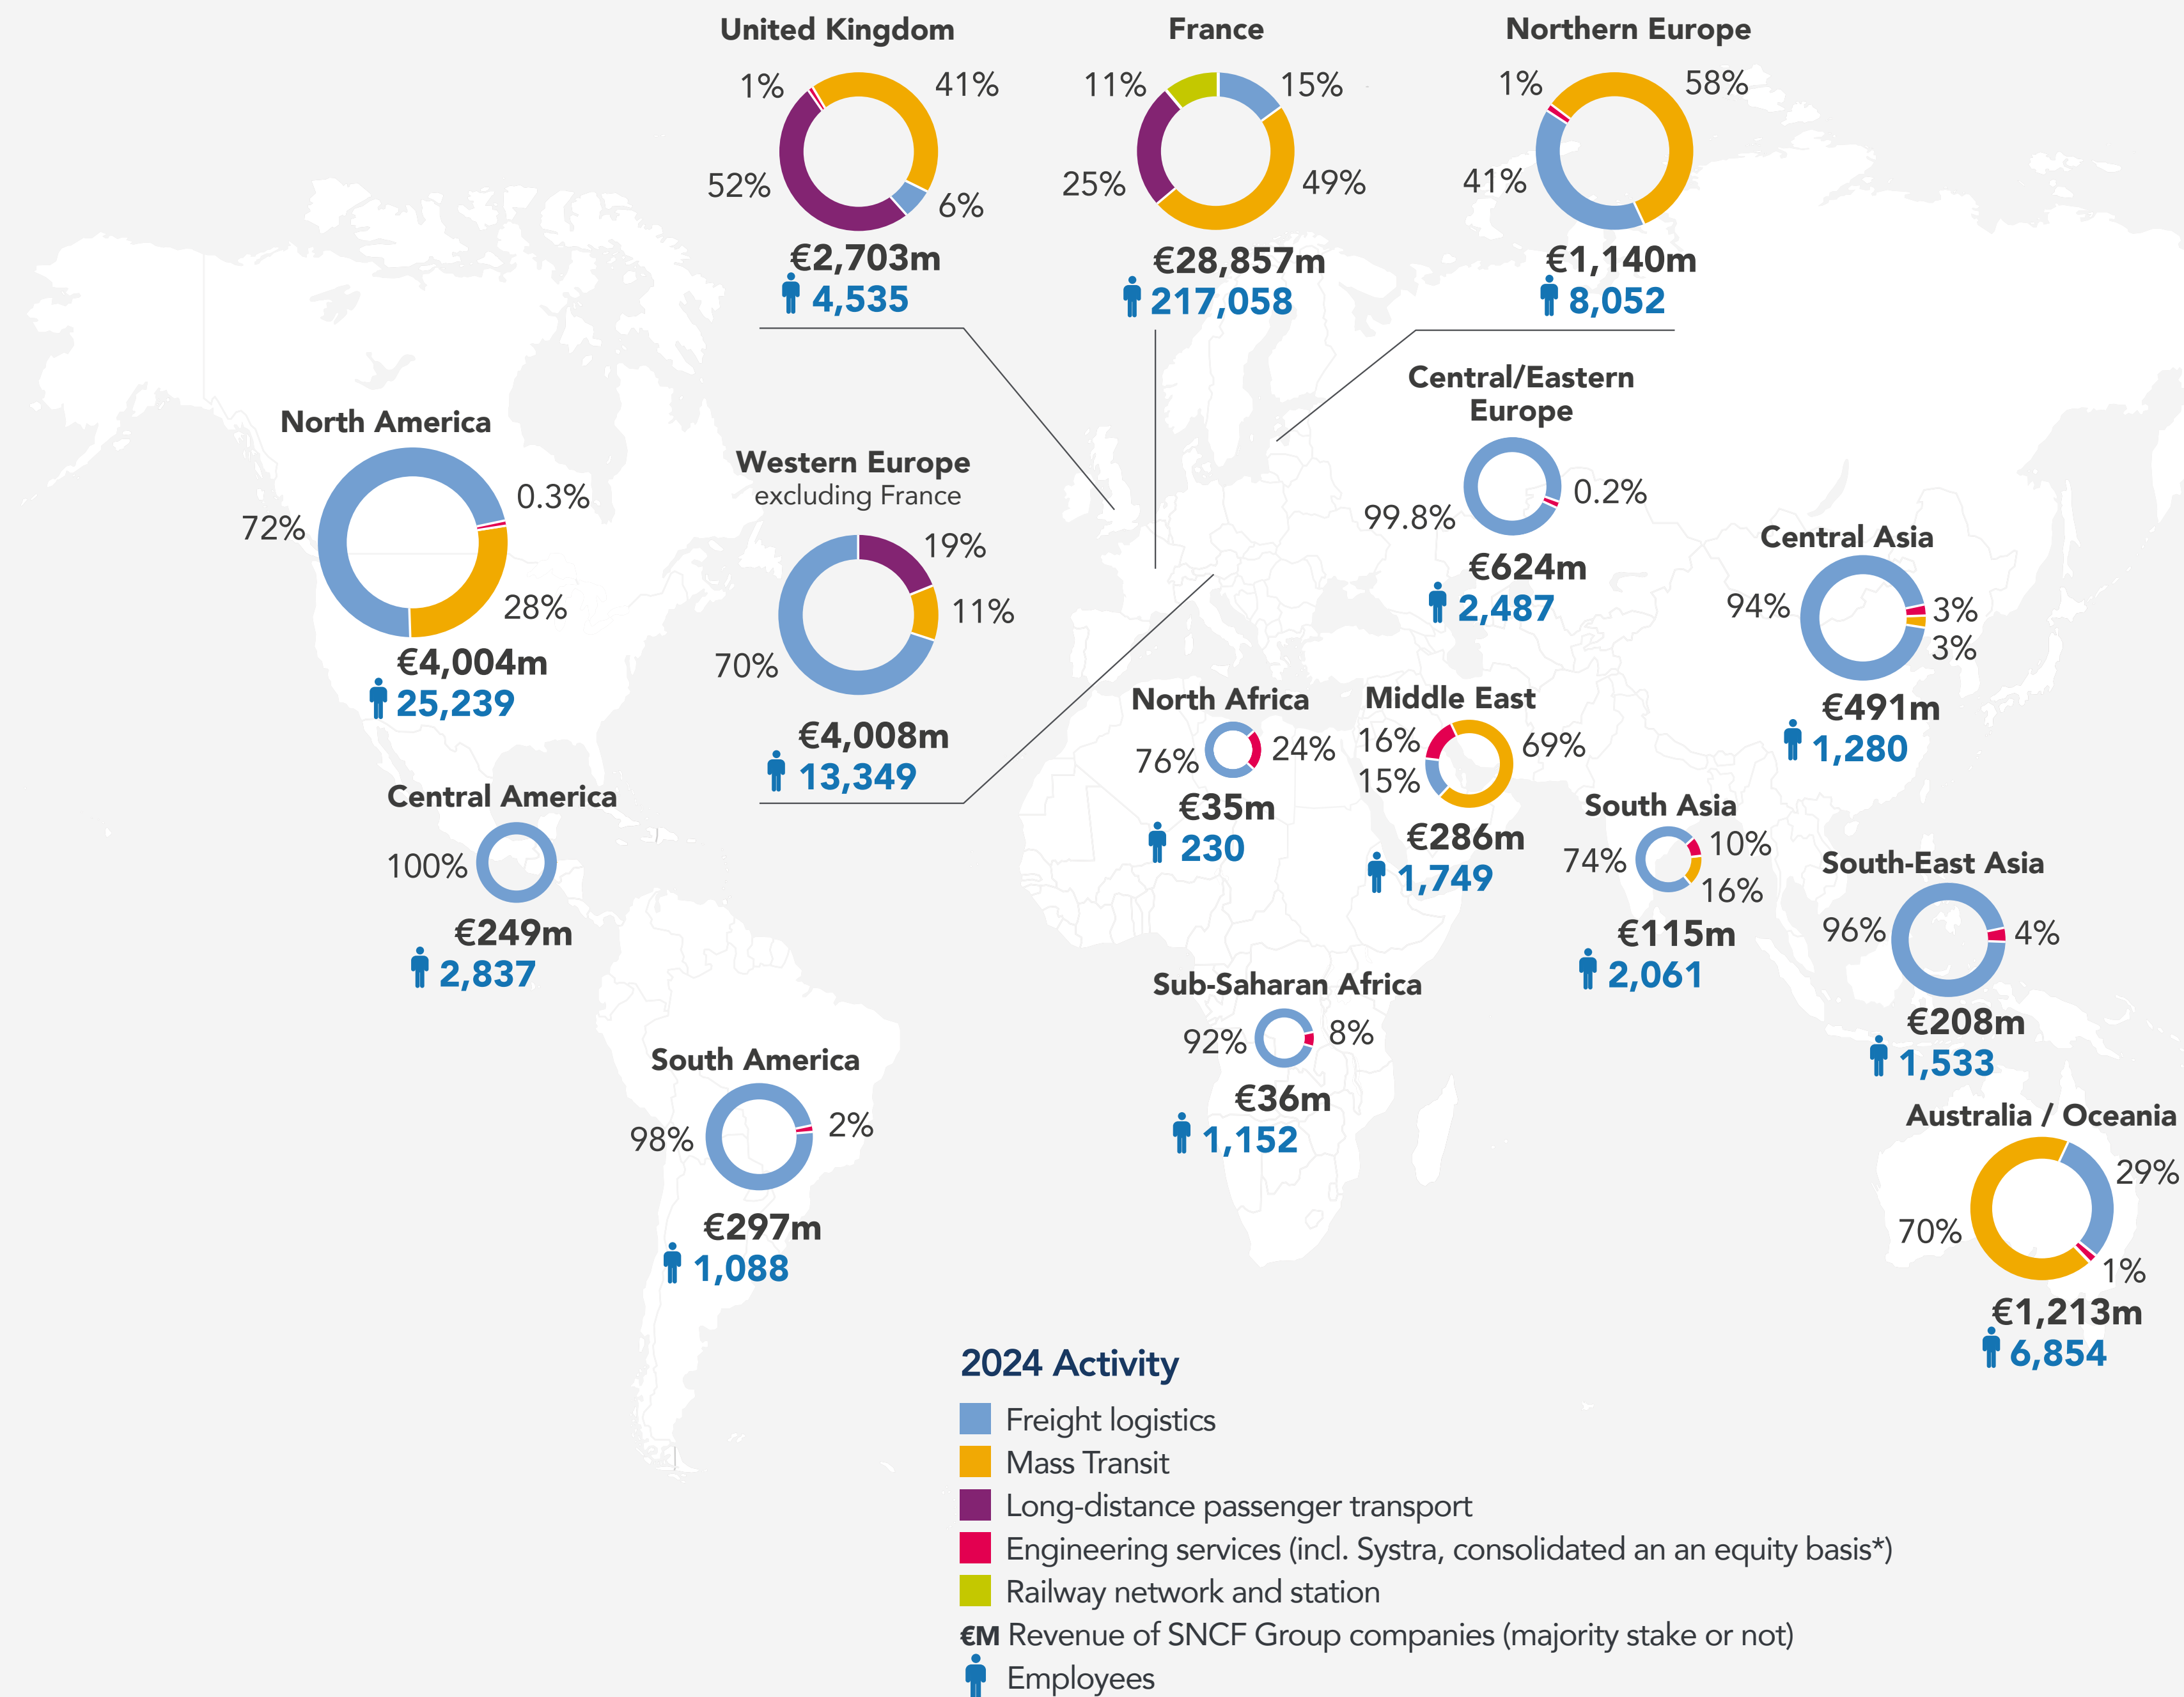 United Kingdom
1%
41%
52%
6%
€2,703m
4,535
France
11%
15%
25%
49%
€28,857m
217,058
Northern Europe
1%
58%
41%
€1,140m
8,052
Central/Eastern
Europe
99.8%
0.2%
€624m
2,487
North America
72%
0.3%
28%
€4,004m
25,239
Western Europe
excluding France
19%
11%
70%
€4,008m
13,349
Central Asia
94%
3%
3%
€491m
1,280
North Africa
76%
24%
€35m
230
Middle East
16%
69%
15%
€286m
1,749
Central America
100%
€249m
2,837
South Asia
74%
10%
16%
€115m
2,061
South-East Asia
96%
4%
€208m
1,533
Sub-Saharan Africa
92%
8%
€36m
1,152
South America
98%
2%
€297m
1,088
Australia / Oceania
29%
70%
1%
€1,213m
6,854
2024 Activity
Freight logistics
Mass Transit
Long-distance passenger transport
Engineering services (incl. Systra, consolidated an an equity basis*)
Railway network and station
€M Revenue of SNCF Group companies (majority stake or not)
Employees